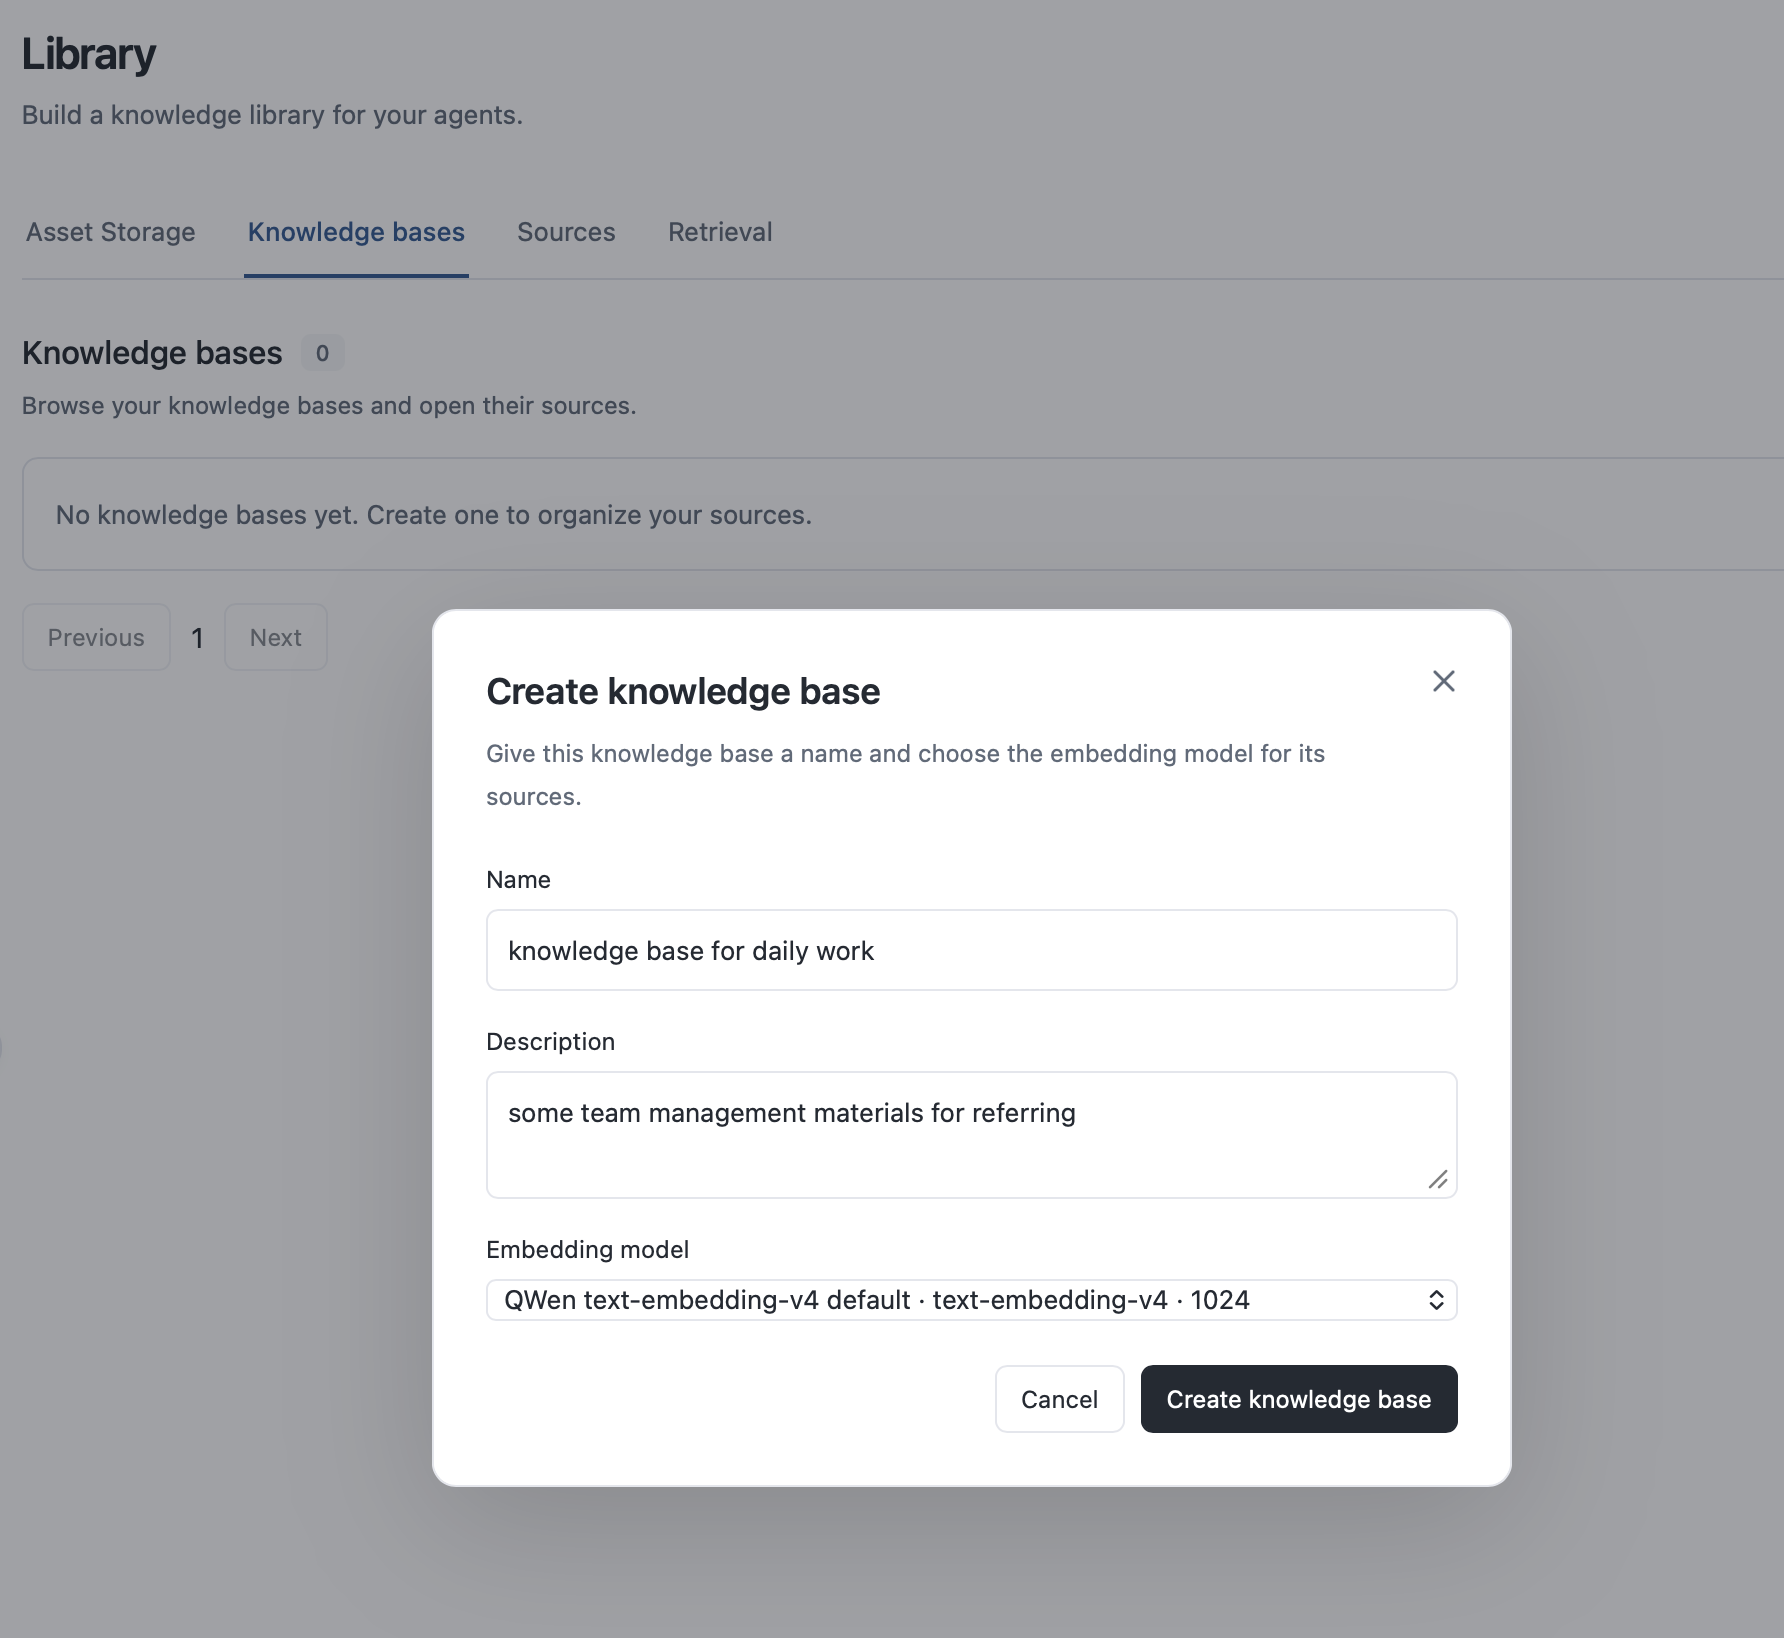 Library
Build a knowledge library for your agents.
Asset Storage
Knowledge bases
Sources
Retrieval
Knowledge bases 0
Browse your knowledge bases and open their sources.
No knowledge bases yet. Create one to organize your sources.
Previous 1 Next
Create knowledge base
Give this knowledge base a name and choose the embedding model for its
sources.
Name
knowledge base for daily work
Description
some team management materials for referring
Embedding model
QWen text-embedding-v4 default · text-embedding-v4 · 1024
Cancel
Create knowledge base